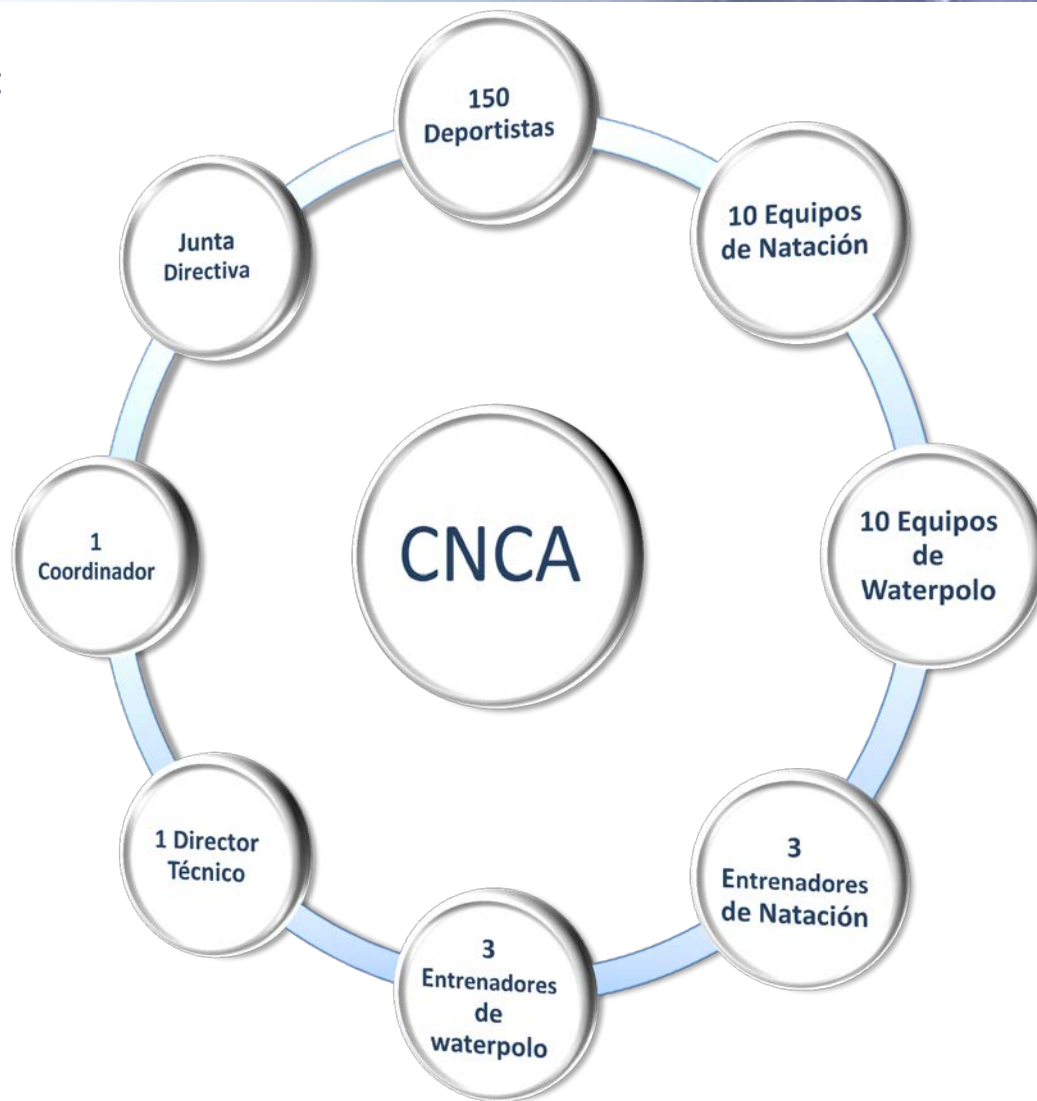 :
150
Deportistas
10 Equipos
de Natación
10 Equipos
de
Waterpolo
3
Entrenadores
de Natación
3
Entrenadores
de
waterpolo
1 Director
Técnico
1
Coordinador
Junta
Directiva
CNCA